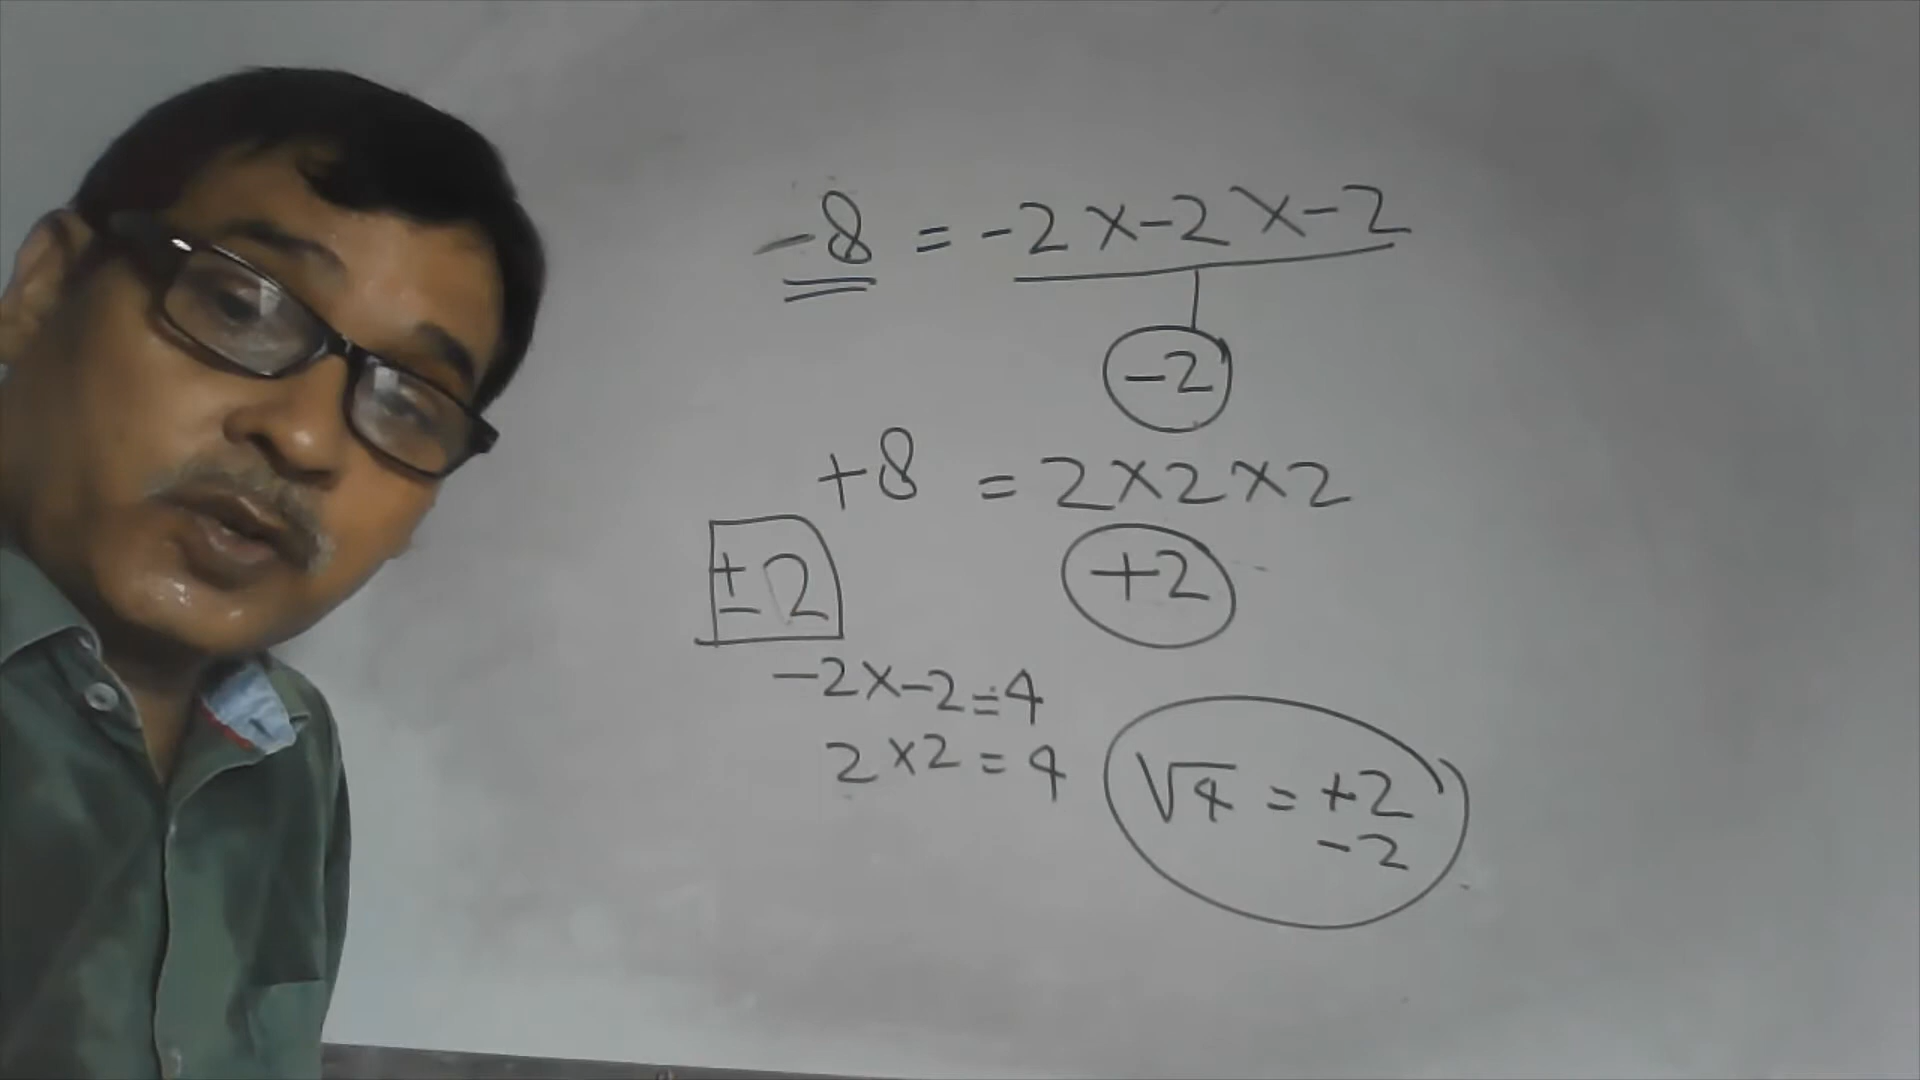 -8 = -2 x -2 x -2
-2
+8 = 2 x 2 x 2
±2
+2
-2 x -2 = 4
2 x 2 = 4
√4 = +2
-2